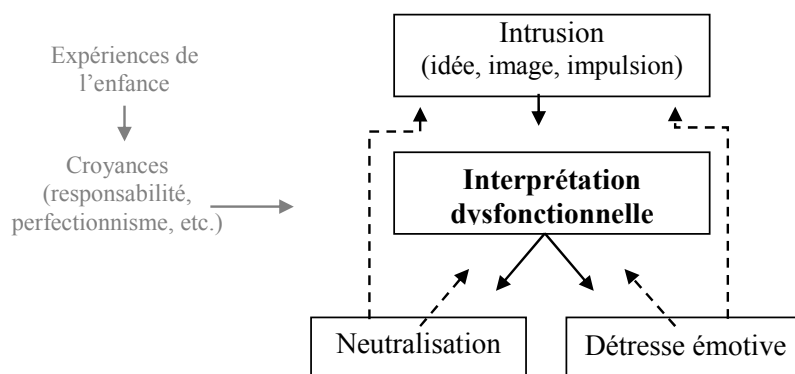 Expériences de
l'enfance
Croyances
(responsabilité,
perfectionnisme, etc.)
Intrusion
(idée, image, impulsion)
Interprétation
dysfonctionnelle
Neutralisation
Détresse émotive